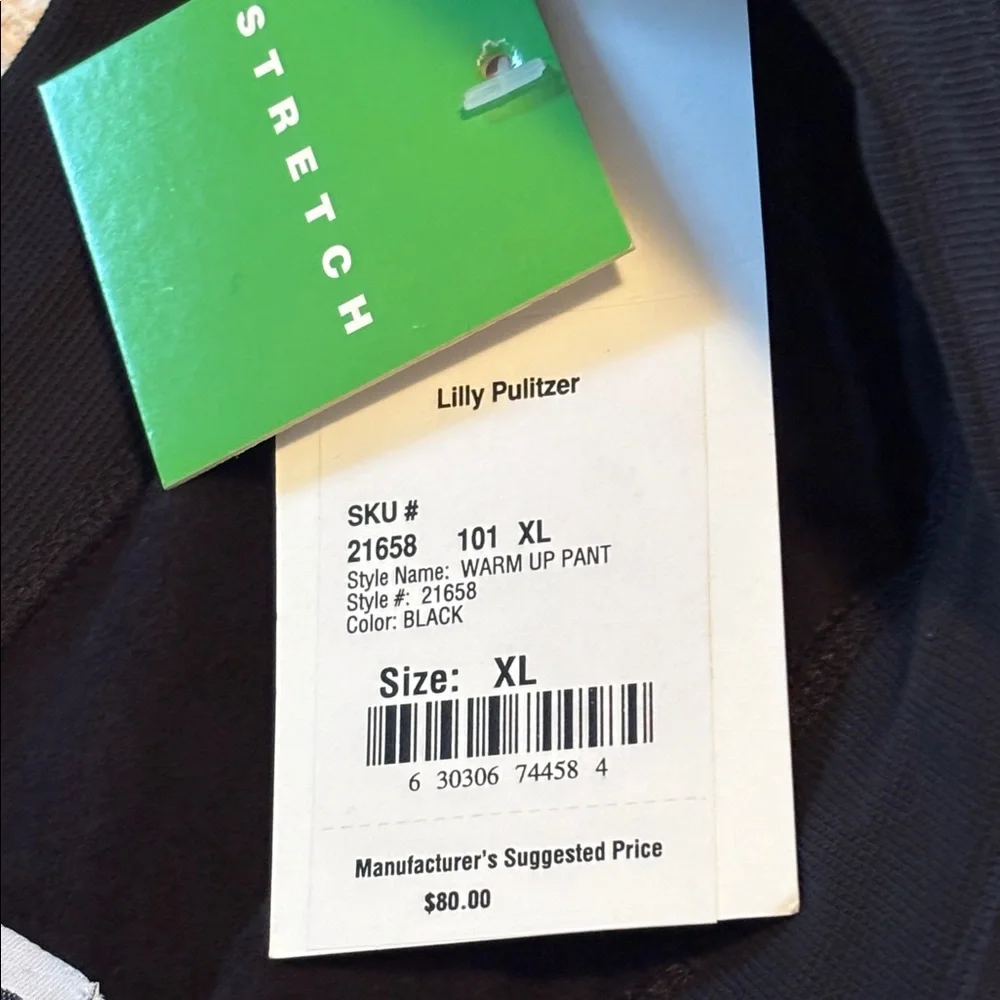 STRETCH
Lilly Pulitzer
SKU #
21658 101 XL
Style Name: WARM UP PANT
Style #: 21658
Color: BLACK
Size: XL
6 30306 74458 4
Manufacturer's Suggested Price
$80.00